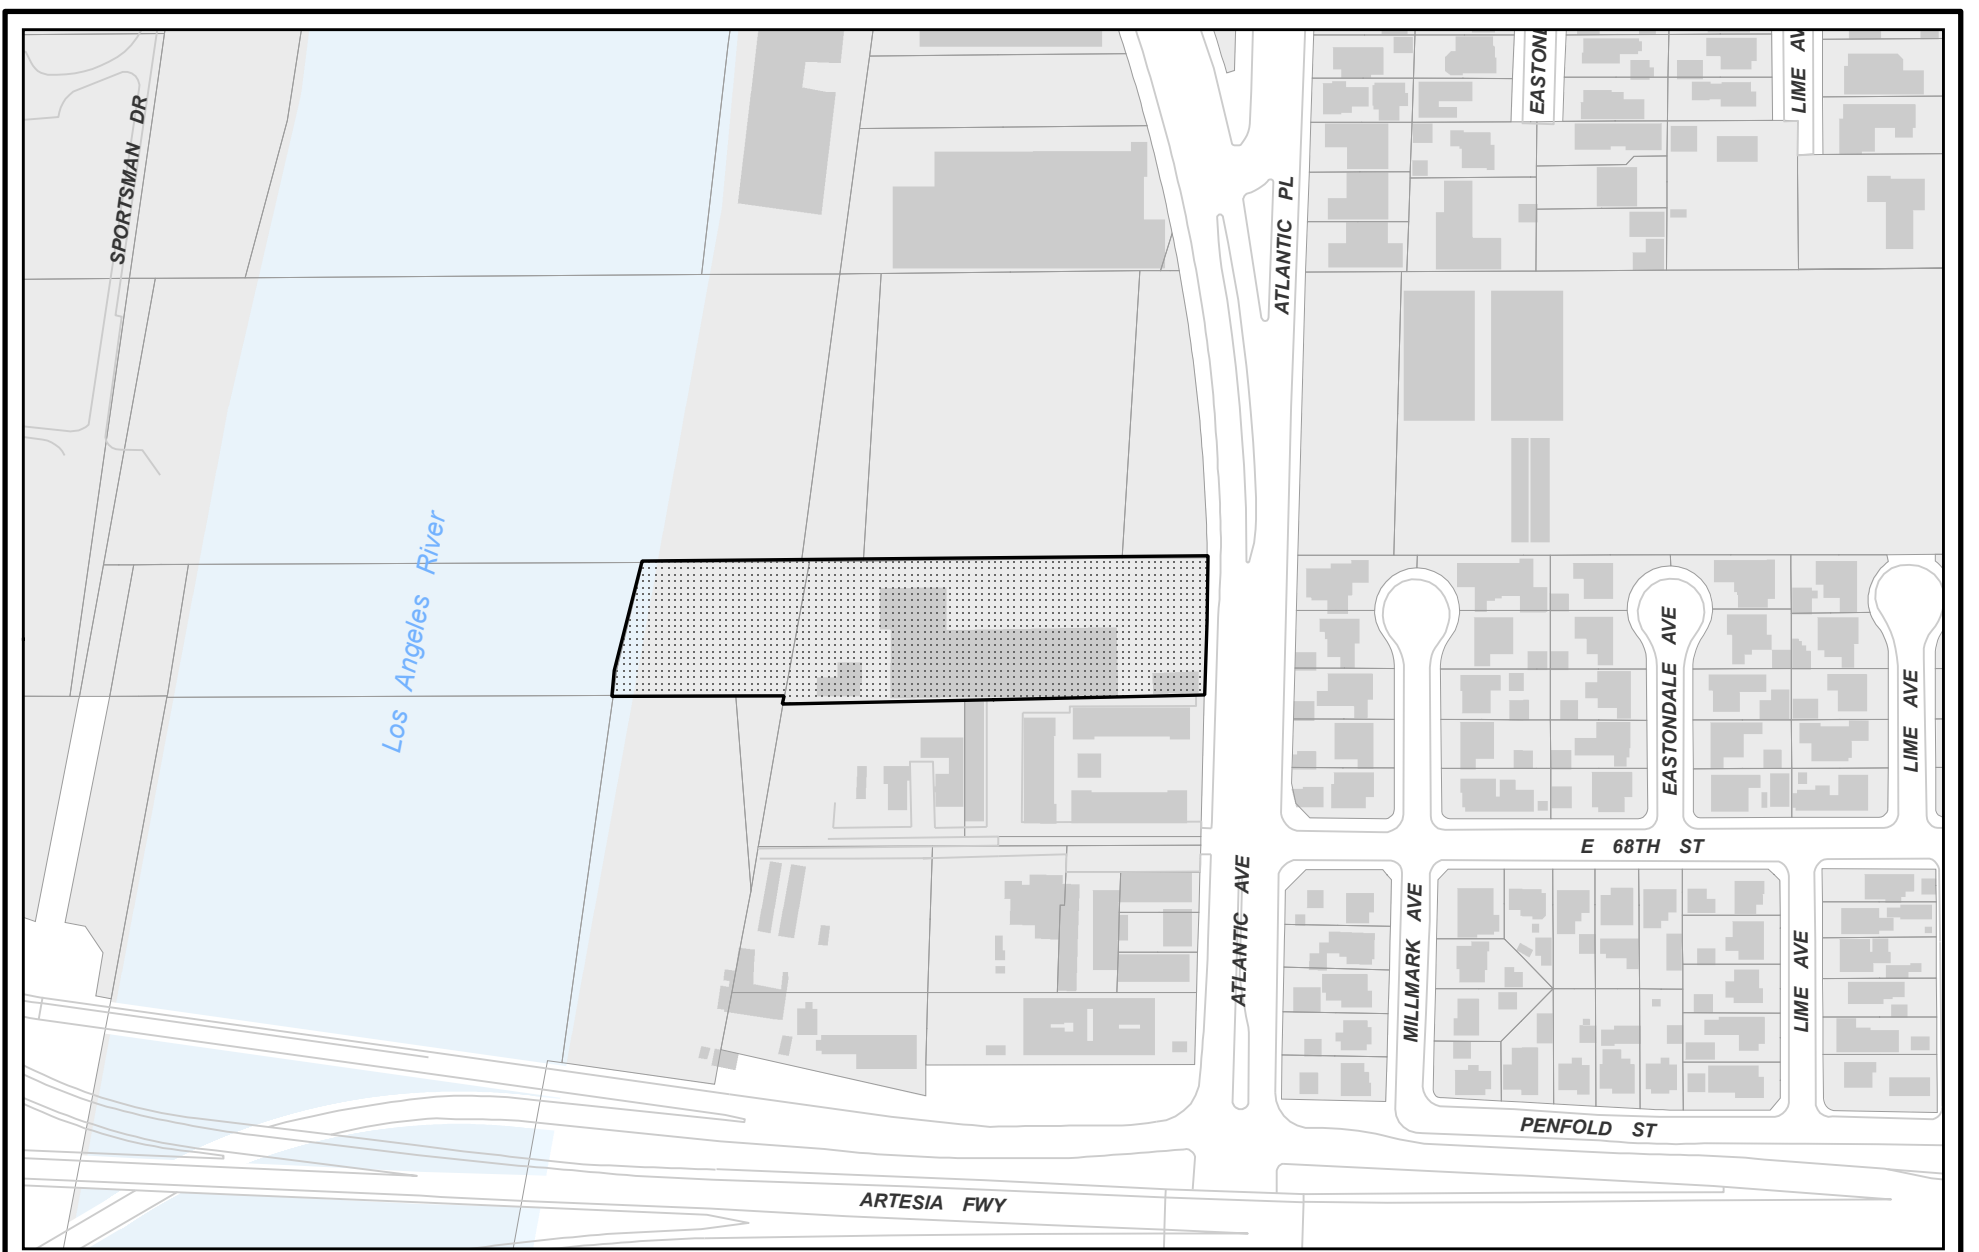 EASTOND
LIME AV
SPORTSMAN DR
ATLANTIC PL
Los Angeles River
EASTONDALE AVE
LIME AVE
E 68TH ST
ATLANTIC AVE
MILLMARK AVE
LIME AVE
PENFOLD ST
ARTESIA FWY